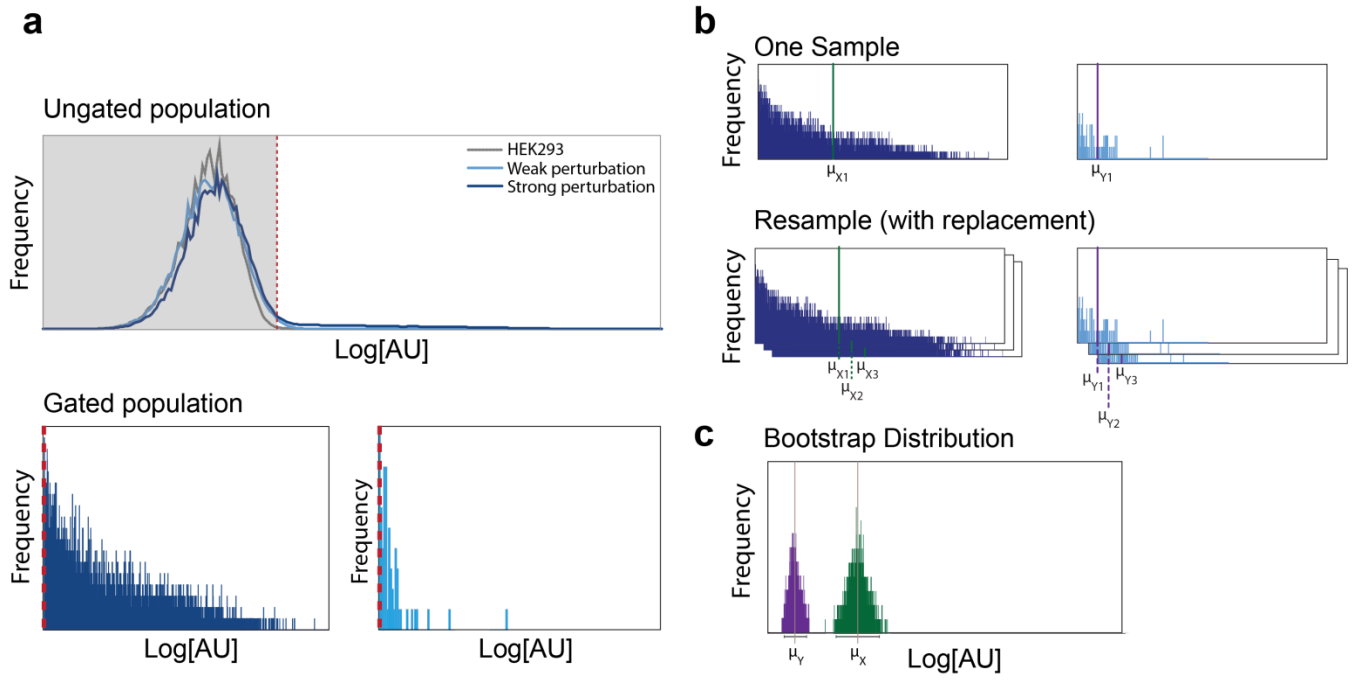 a
Ungated population
HEK293
Weak perturbation
Strong perturbation
Frequency
Log[AU]
Gated population
Frequency
Log[AU]
Frequency
Log[AU]
b
One Sample
Frequency
μX1
μY1
Resample (with replacement)
Frequency
μX1
μX3
μX2
μY1
μY3
μY2
c
Bootstrap Distribution
Frequency
μY
μX
Log[AU]